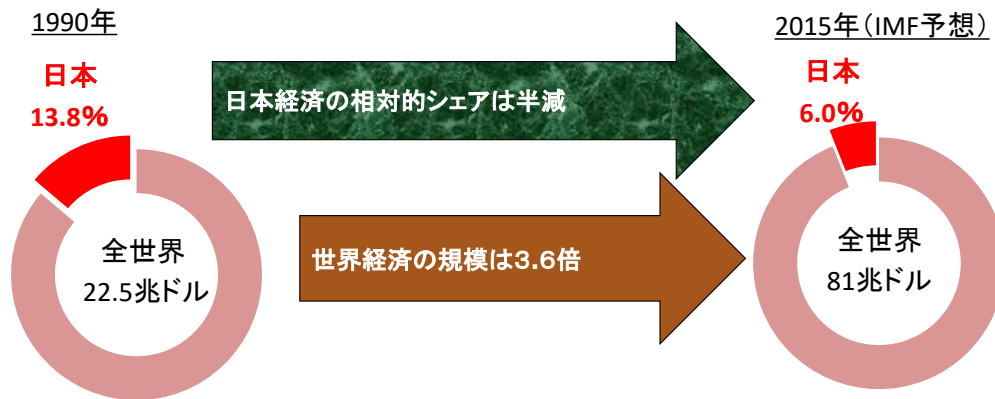 1990年
日本
13.8%
全世界
22.5兆ドル
日本経済の相対的シェアは半減
世界経済の規模は3.6倍
2015年(IMF予想)
日本
6.0%
全世界
81兆ドル